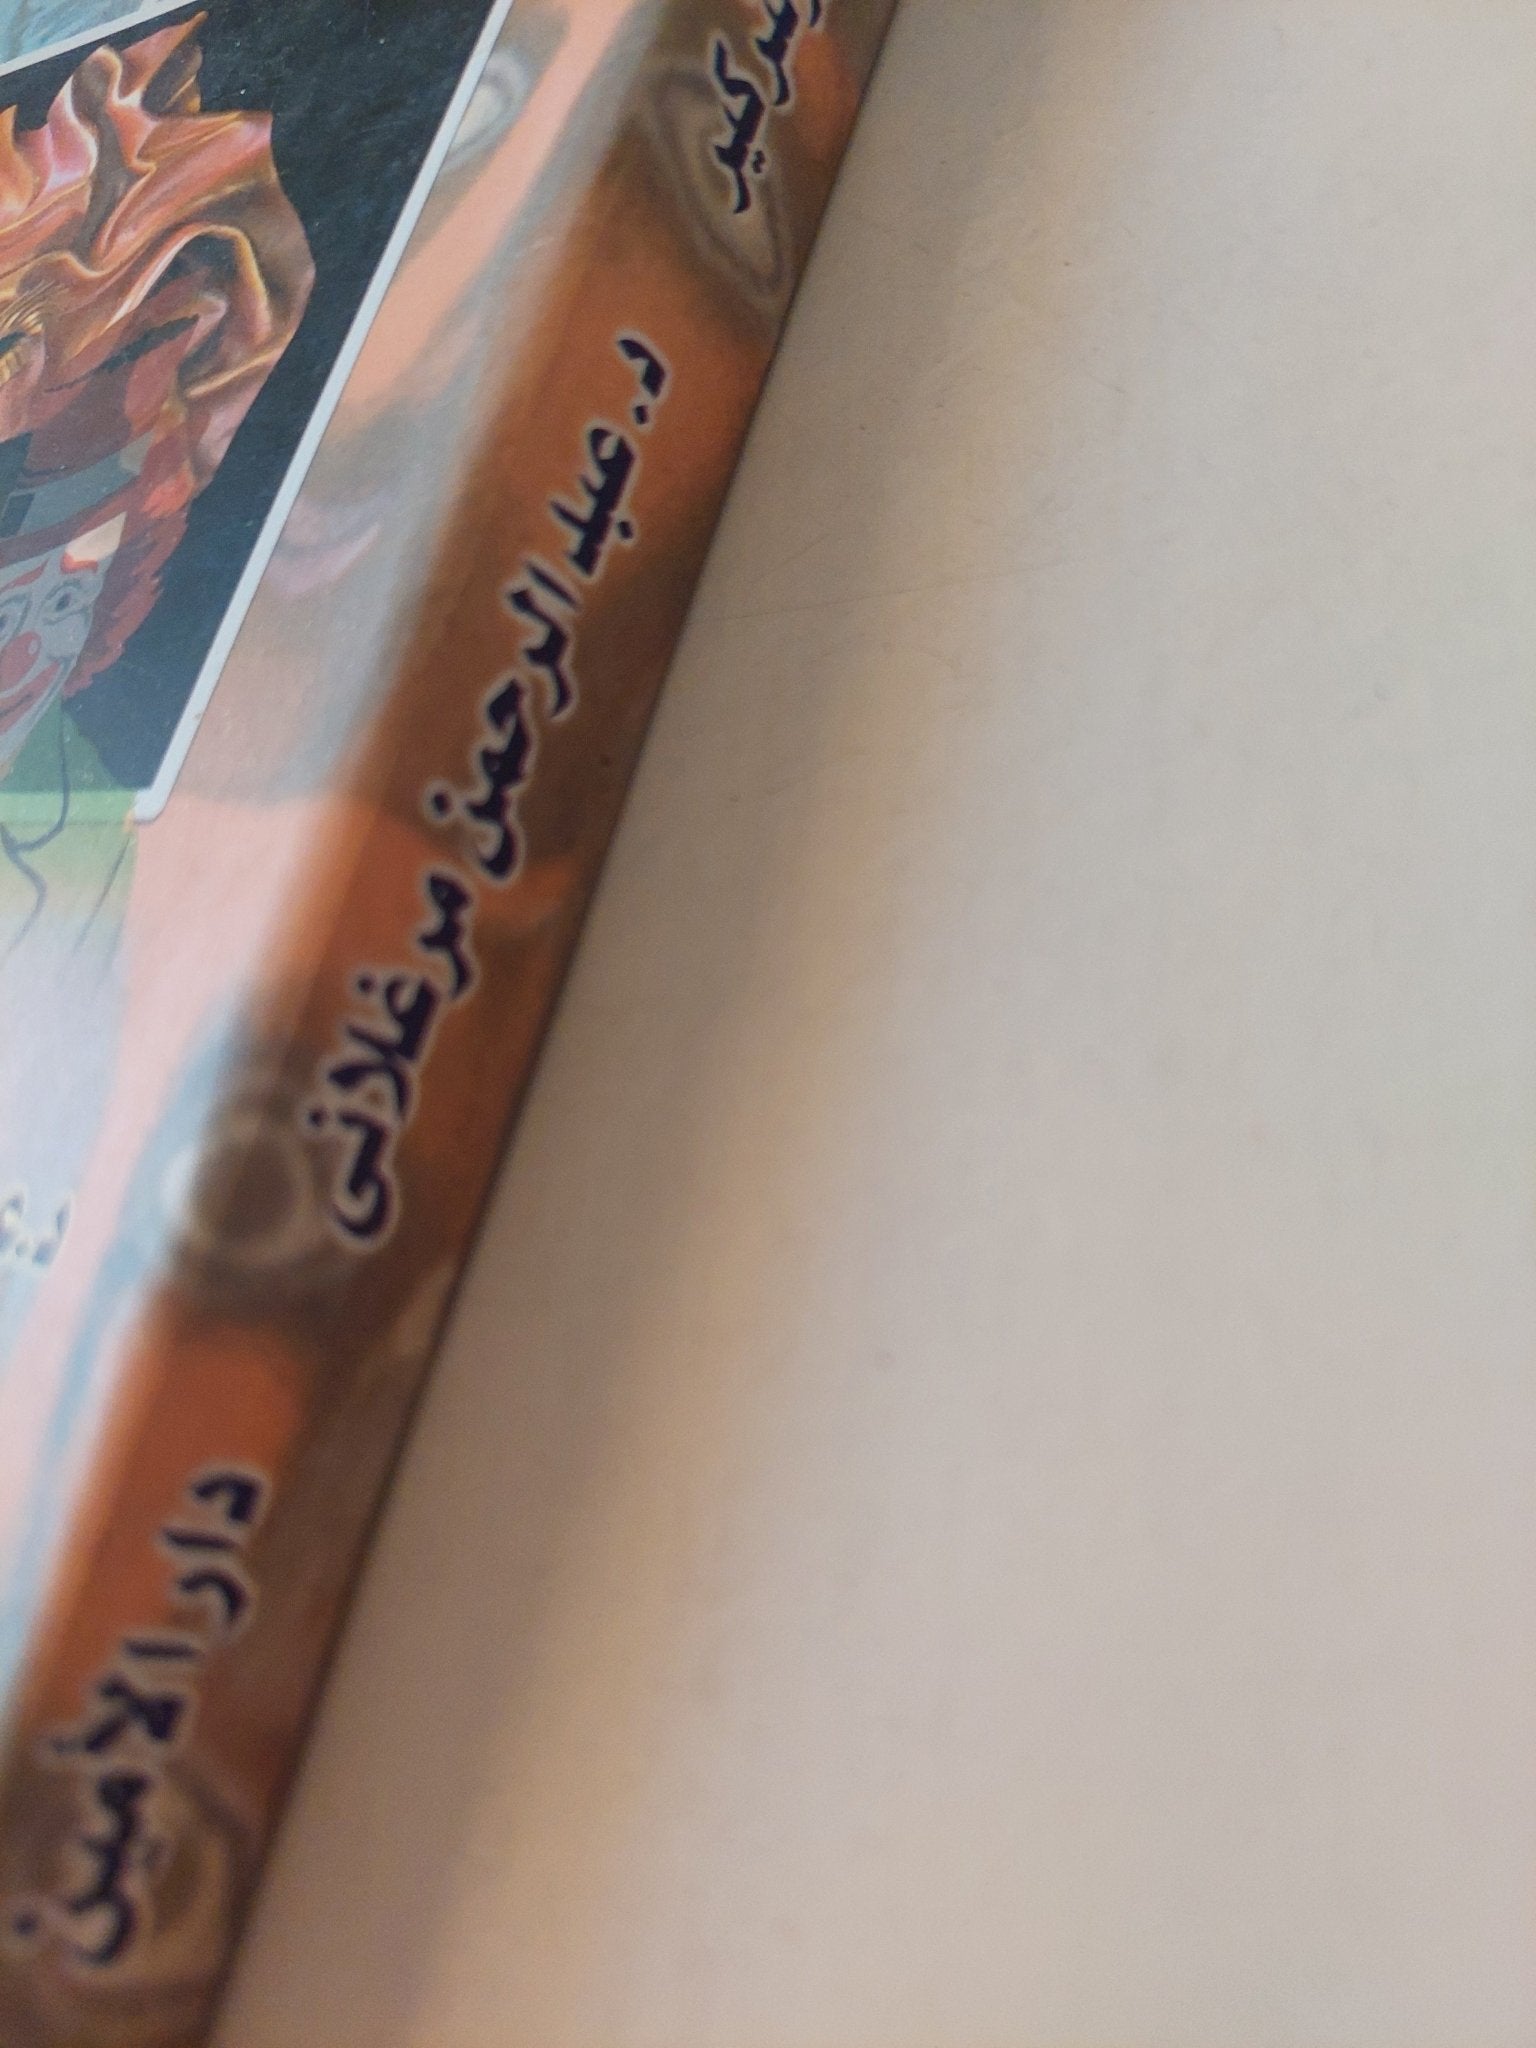 د. عبد الرحمن مرغلاني
دار الأمين